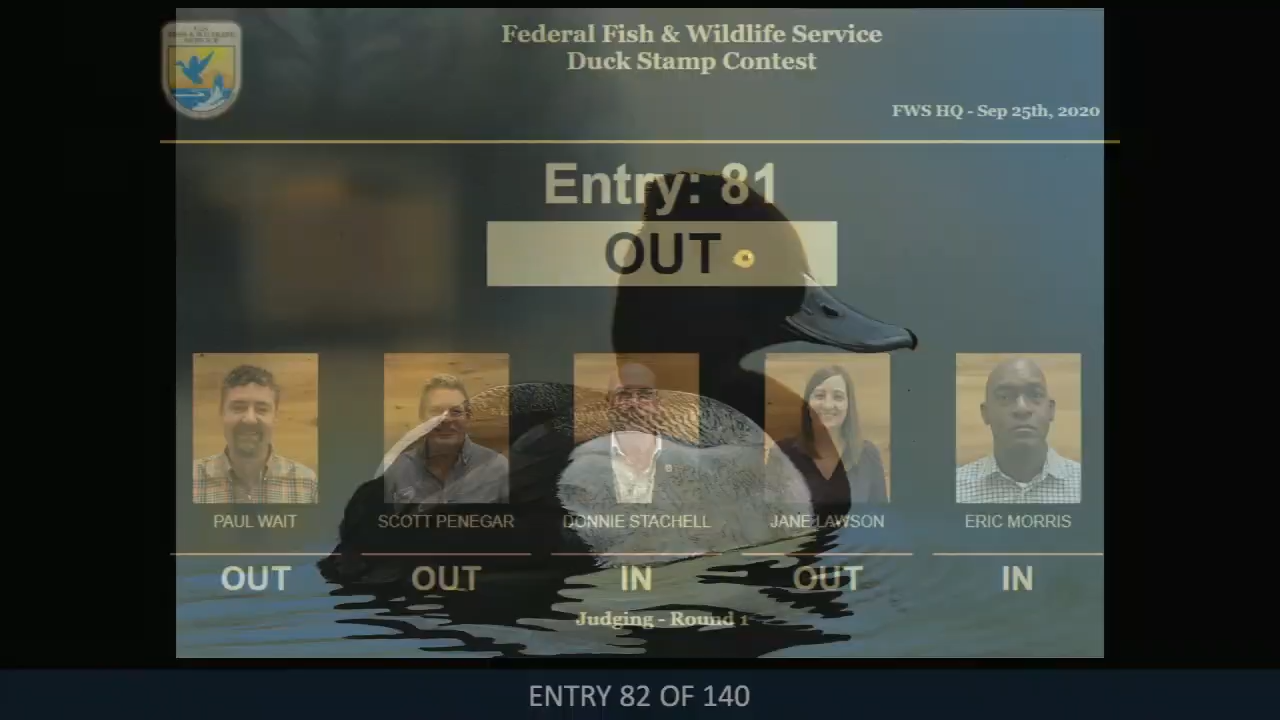 Federal Fish & Wildlife Service
Duck Stamp Contest
FWS HQ - Sep 25th, 2020
Entry: 81
OUT
PAUL WAIT SCOTT PENEGAR DONNIE STACHELL JANE LAWSON ERIC MORRIS
OUT OUT IN OUT IN
Judging - Round 1
ENTRY 82 OF 140